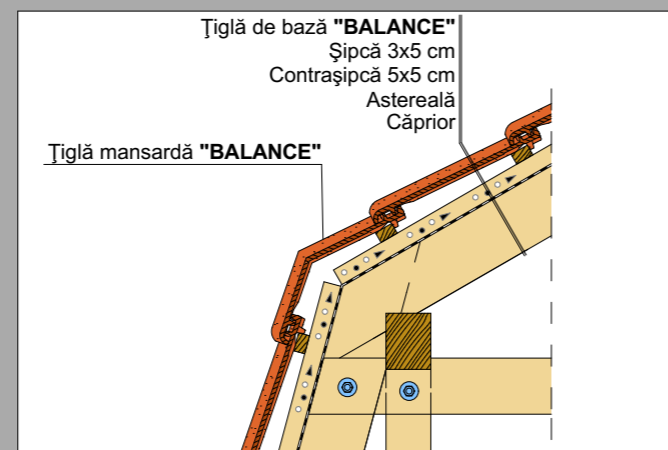 Ţiglă de bază "BALANCE"
Şipcă 3x5 cm
Contraşipcă 5x5 cm
Astereală
Căprior
Ţiglă mansardă "BALANCE"